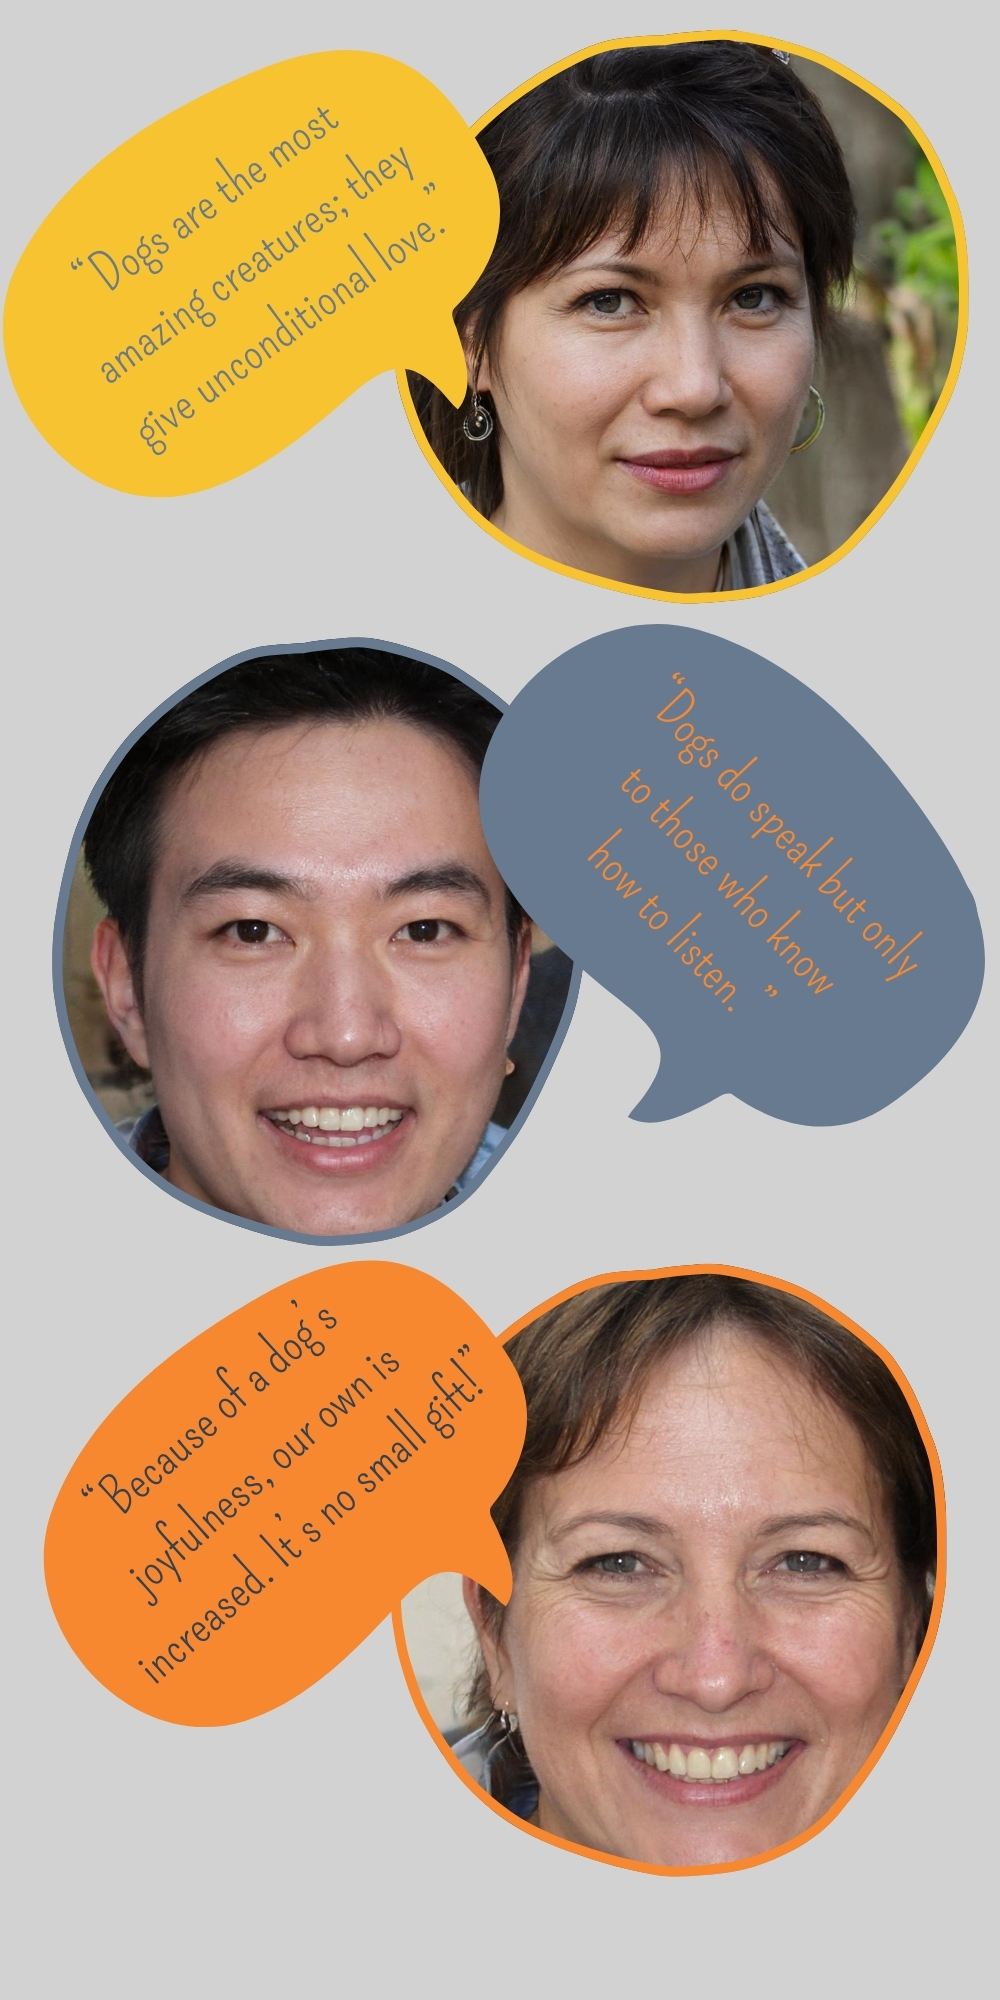 “Dogs are the most
amazing creatures; they
give unconditional love.”
“Dogs do speak but only
to those who know
how to listen. ”
“Because of a dog's
joyfulness, our own is
increased. It's no small gift!”